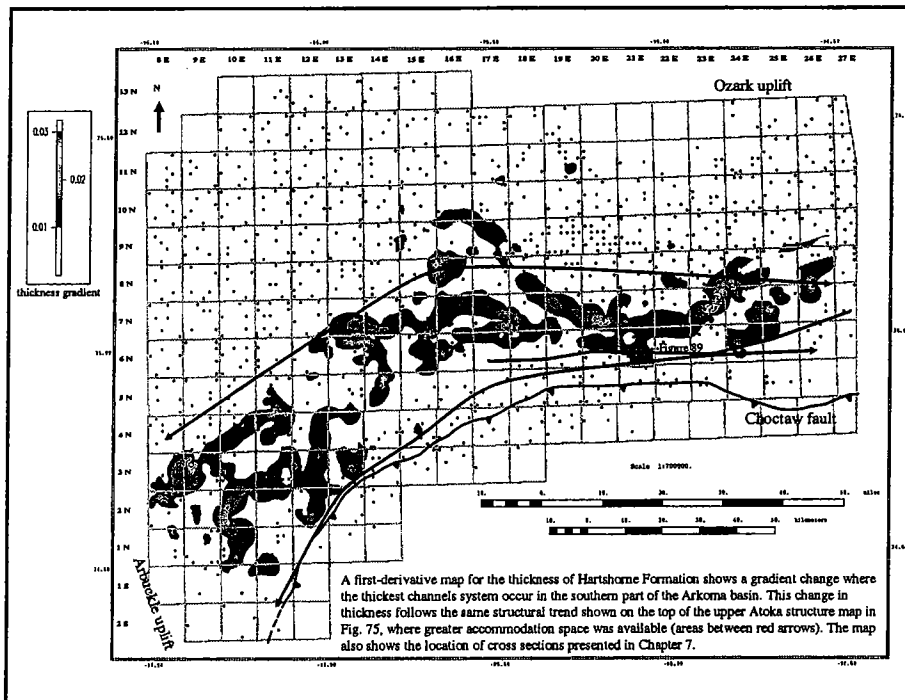 8 E 9 E 10 E 11 E 12 E 13 E 14 E 15 E 16 E 17 E 18 E 19 E 20 E 21 E 22 E 23 E 24 E 25 E 26 E 27 E
Ozark uplift
N
13 N
12 N
11 N
10 N
9 N
8 N
7 N
6 N
5 N
4 N
3 N
2 N
1 N
1 S
2 S
0.03
0.02
0.01
thickness gradient
Figure 89
Choctaw fault
Scale 1:700000.
miles
kilometers
Arbuckle uplift
A first-derivative map for the thickness of Hartshorne Formation shows a gradient change where
the thickest channels system occur in the southern part of the Arkoma basin. This change in
thickness follows the same structural trend shown on the top of the upper Atoka structure map in
Fig. 75, where greater accommodation space was available (areas between red arrows). The map
also shows the location of cross sections presented in Chapter 7.